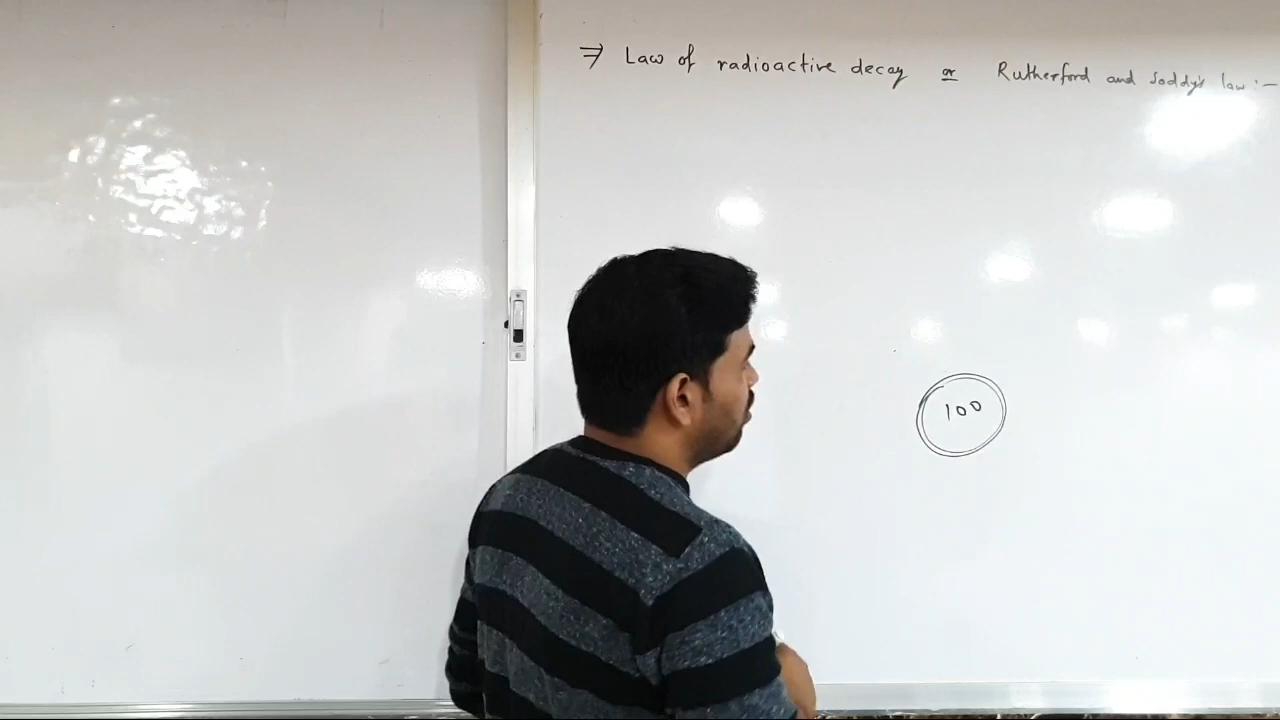 ⇒ Law of radioactive decay or Rutherford and Soddy's law :-
100